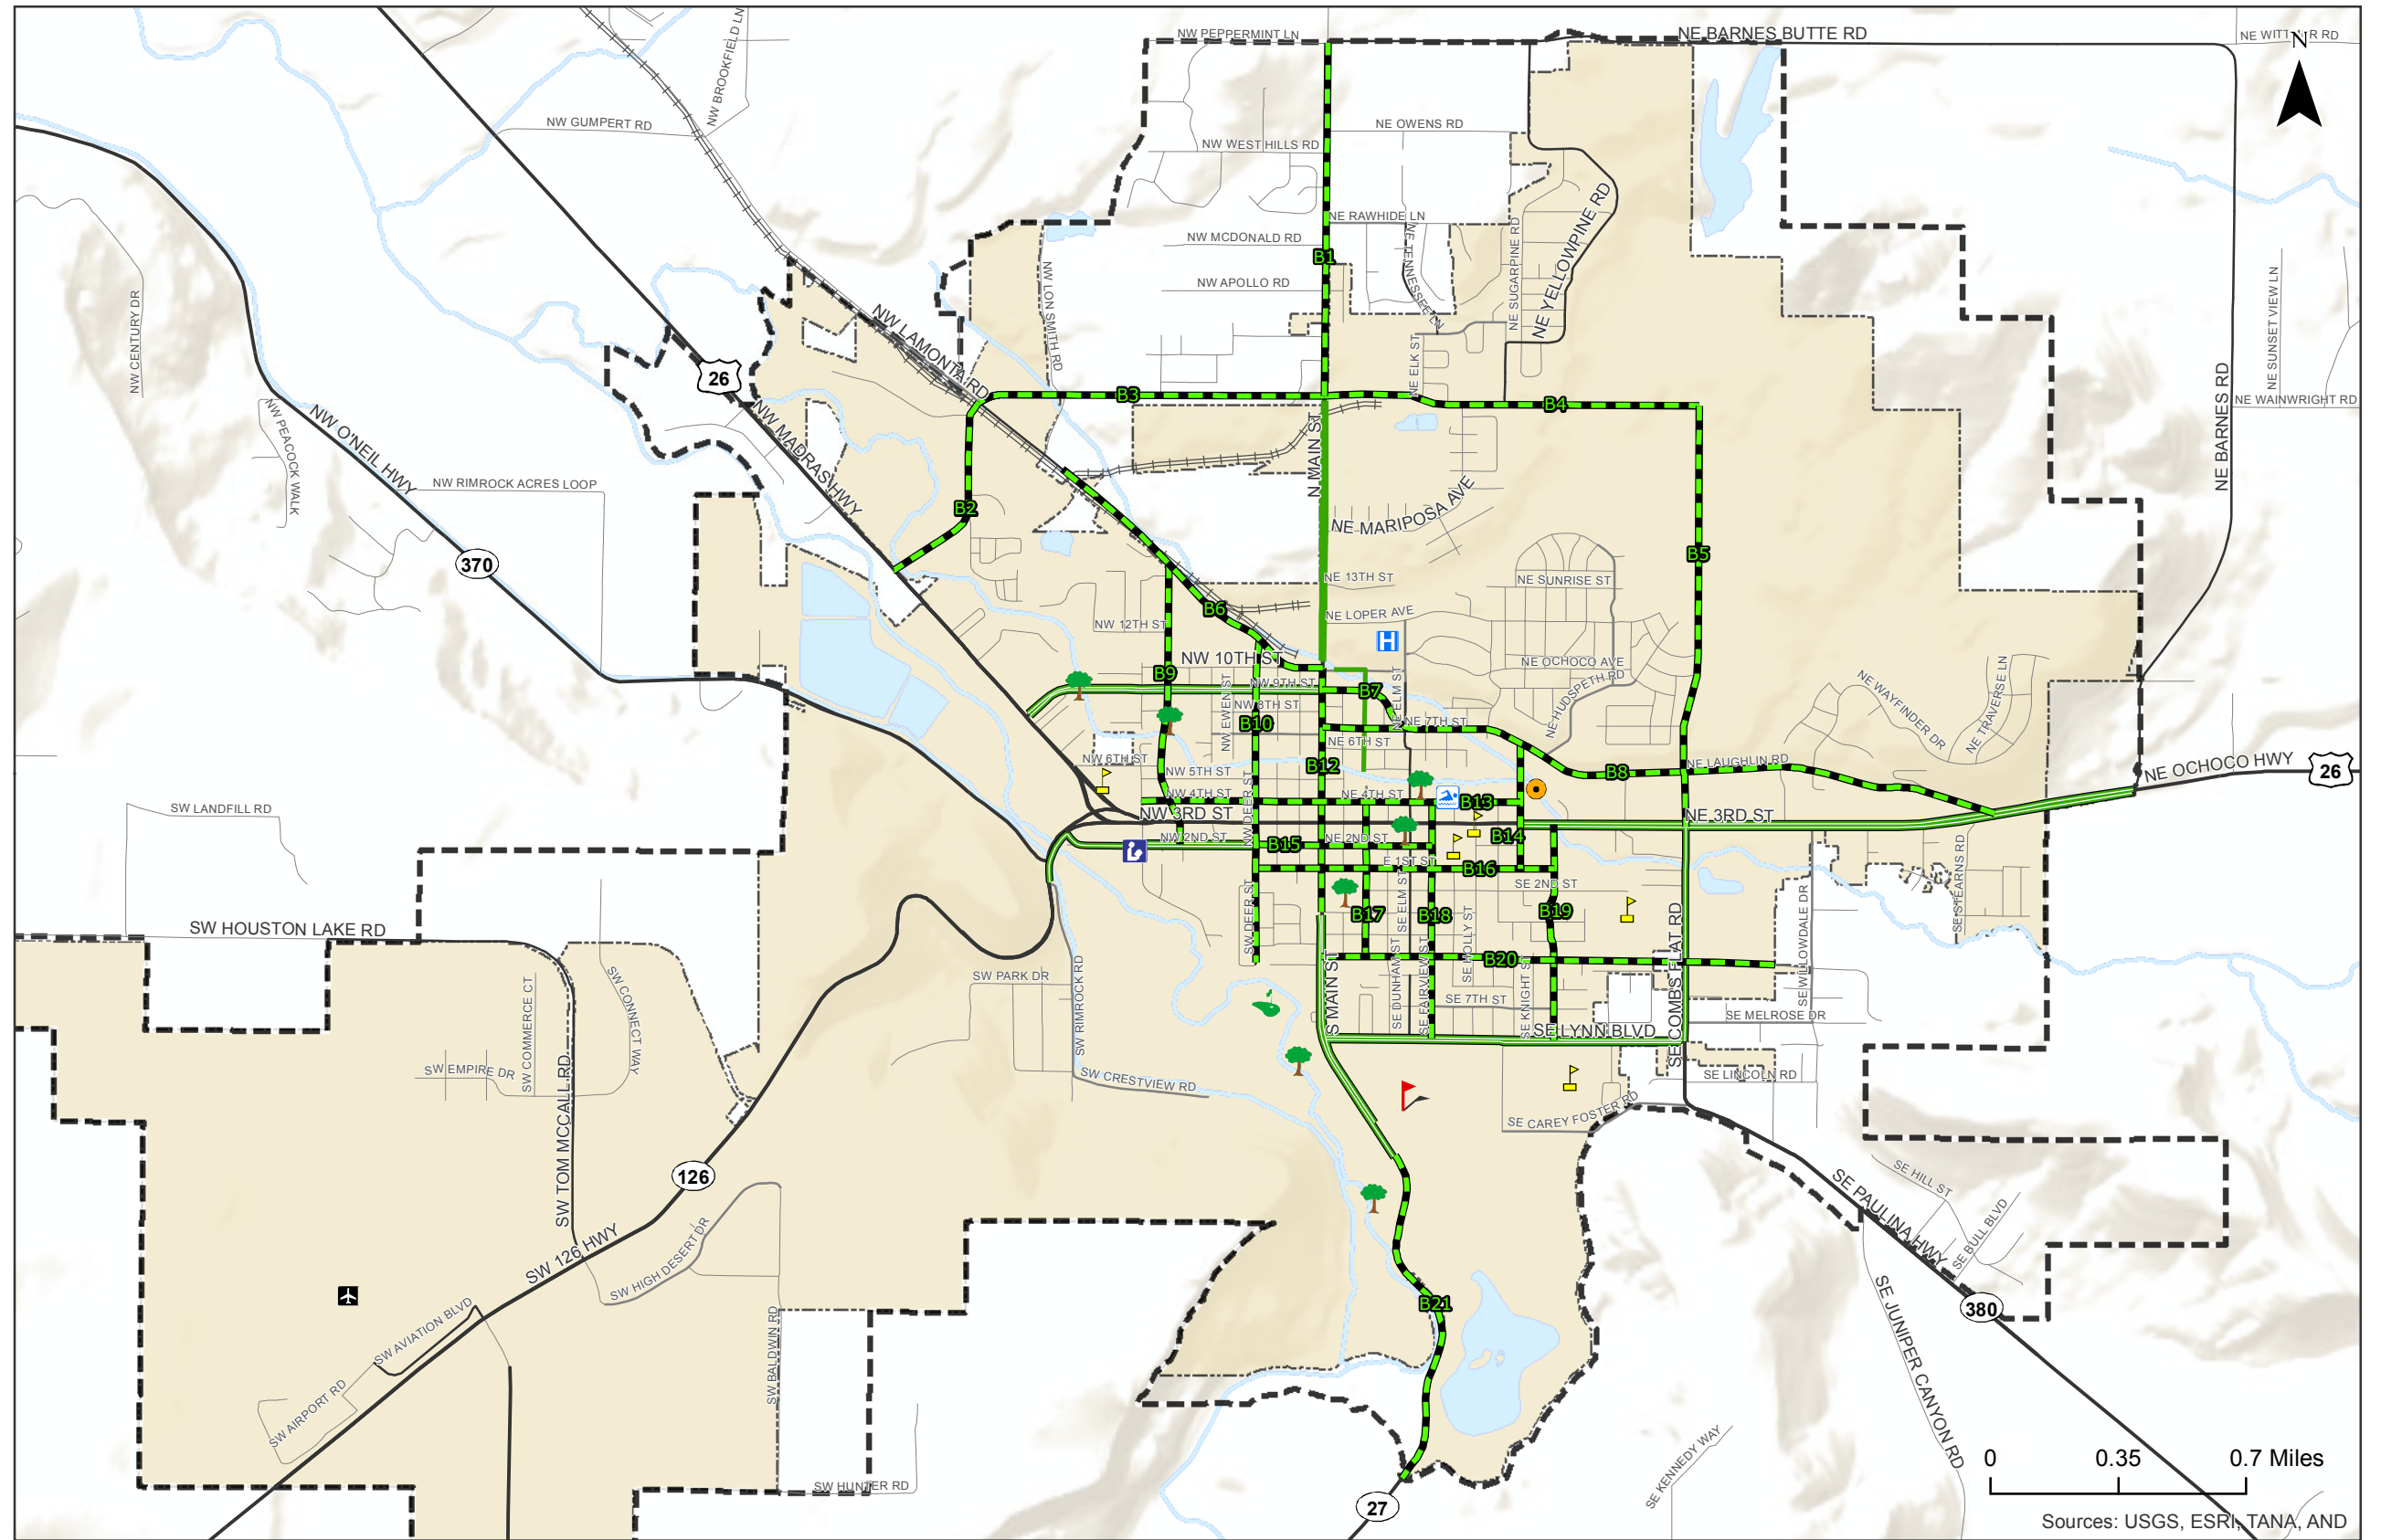 NW PEPPERMINT LN
NE BARNES BUTTE RD
N
NW BROOKFIELD LN
NW GUMPERT RD
NE OWENS RD
NW WEST HILLS RD
NE RAWHIDE LN
NW MCDONALD RD
B1
NW APOLLO RD
NE TENNESSEE LN
NE SUGARPINE RD
NE YELLOWPINE RD
NW CENTURY DR
NW LON SMITH RD
NE SUNSET VIEW LN
NW LAMONTA RD
26
NE ELK ST
B3
B4
NE BARNES RD
NE WAINWRIGHT RD
NW PEACOCK WALK
NW O'NEIL HWY
NW MADRAS HWY
N MAIN ST
NW RIMROCK ACRES LOOP
NE MARIPOSA AVE
B2
B5
370
NE 13TH ST
NE SUNRISE ST
B6
NE LOPER AVE
NW 12TH ST
H
NW 10TH ST
NE OCHOCO AVE
B9
NW 9TH ST
B7
NE ELM ST
NE HUDSPETH RD
NE WAYFINDER DR
NE TRAVERSE LN
NW EWEN ST
NW 8TH ST
B10
NE 7TH ST
NE 6TH ST
NW 6TH ST
NW 5TH ST
B12
B8
NE LAUGHLIN RD
NE OCHOCO HWY
26
NW 4TH ST
NW DEER ST
NE 4TH ST
B13
SW LANDFILL RD
NW 3RD ST
NE 3RD ST
NW 2ND ST
B15
NE 2ND ST
B14
E 1ST ST
B16
SE 2ND ST
SW DEER ST
SE ELM ST
B17
B18
B19
SE HOLLY ST
SE STEARNS RD
SE WILLOWDALE DR
SW HOUSTON LAKE RD
SE COMBS FLAT RD
S MAIN ST
B20
SW PARK DR
SW RIMROCK RD
SE DUNHAM ST
SE FAIRVIEW ST
SE KNIGHT ST
SW COMMERCE CT
SW CONNECT WAY
SE 7TH ST
SE MELROSE DR
SE LYNN BLVD
SW EMPIRE DR
SW CRESTVIEW RD
SE LINCOLN RD
SW TOM MCCALL RD
SE CAREY FOSTER RD
126
SE HILL ST
SE PAULINA HWY
SE BULL BLVD
SW 126 HWY
SW HIGH DESERT DR
B21
380
SW AVIATION BLVD
SW BALDWIN RD
SE JUNIPER CANYON RD
SW AIRPORT RD
SE KENNEDY WAY
0 0.35 0.7 Miles
SW HUNTER RD
27
Sources: USGS, ESRI, TANA, AND